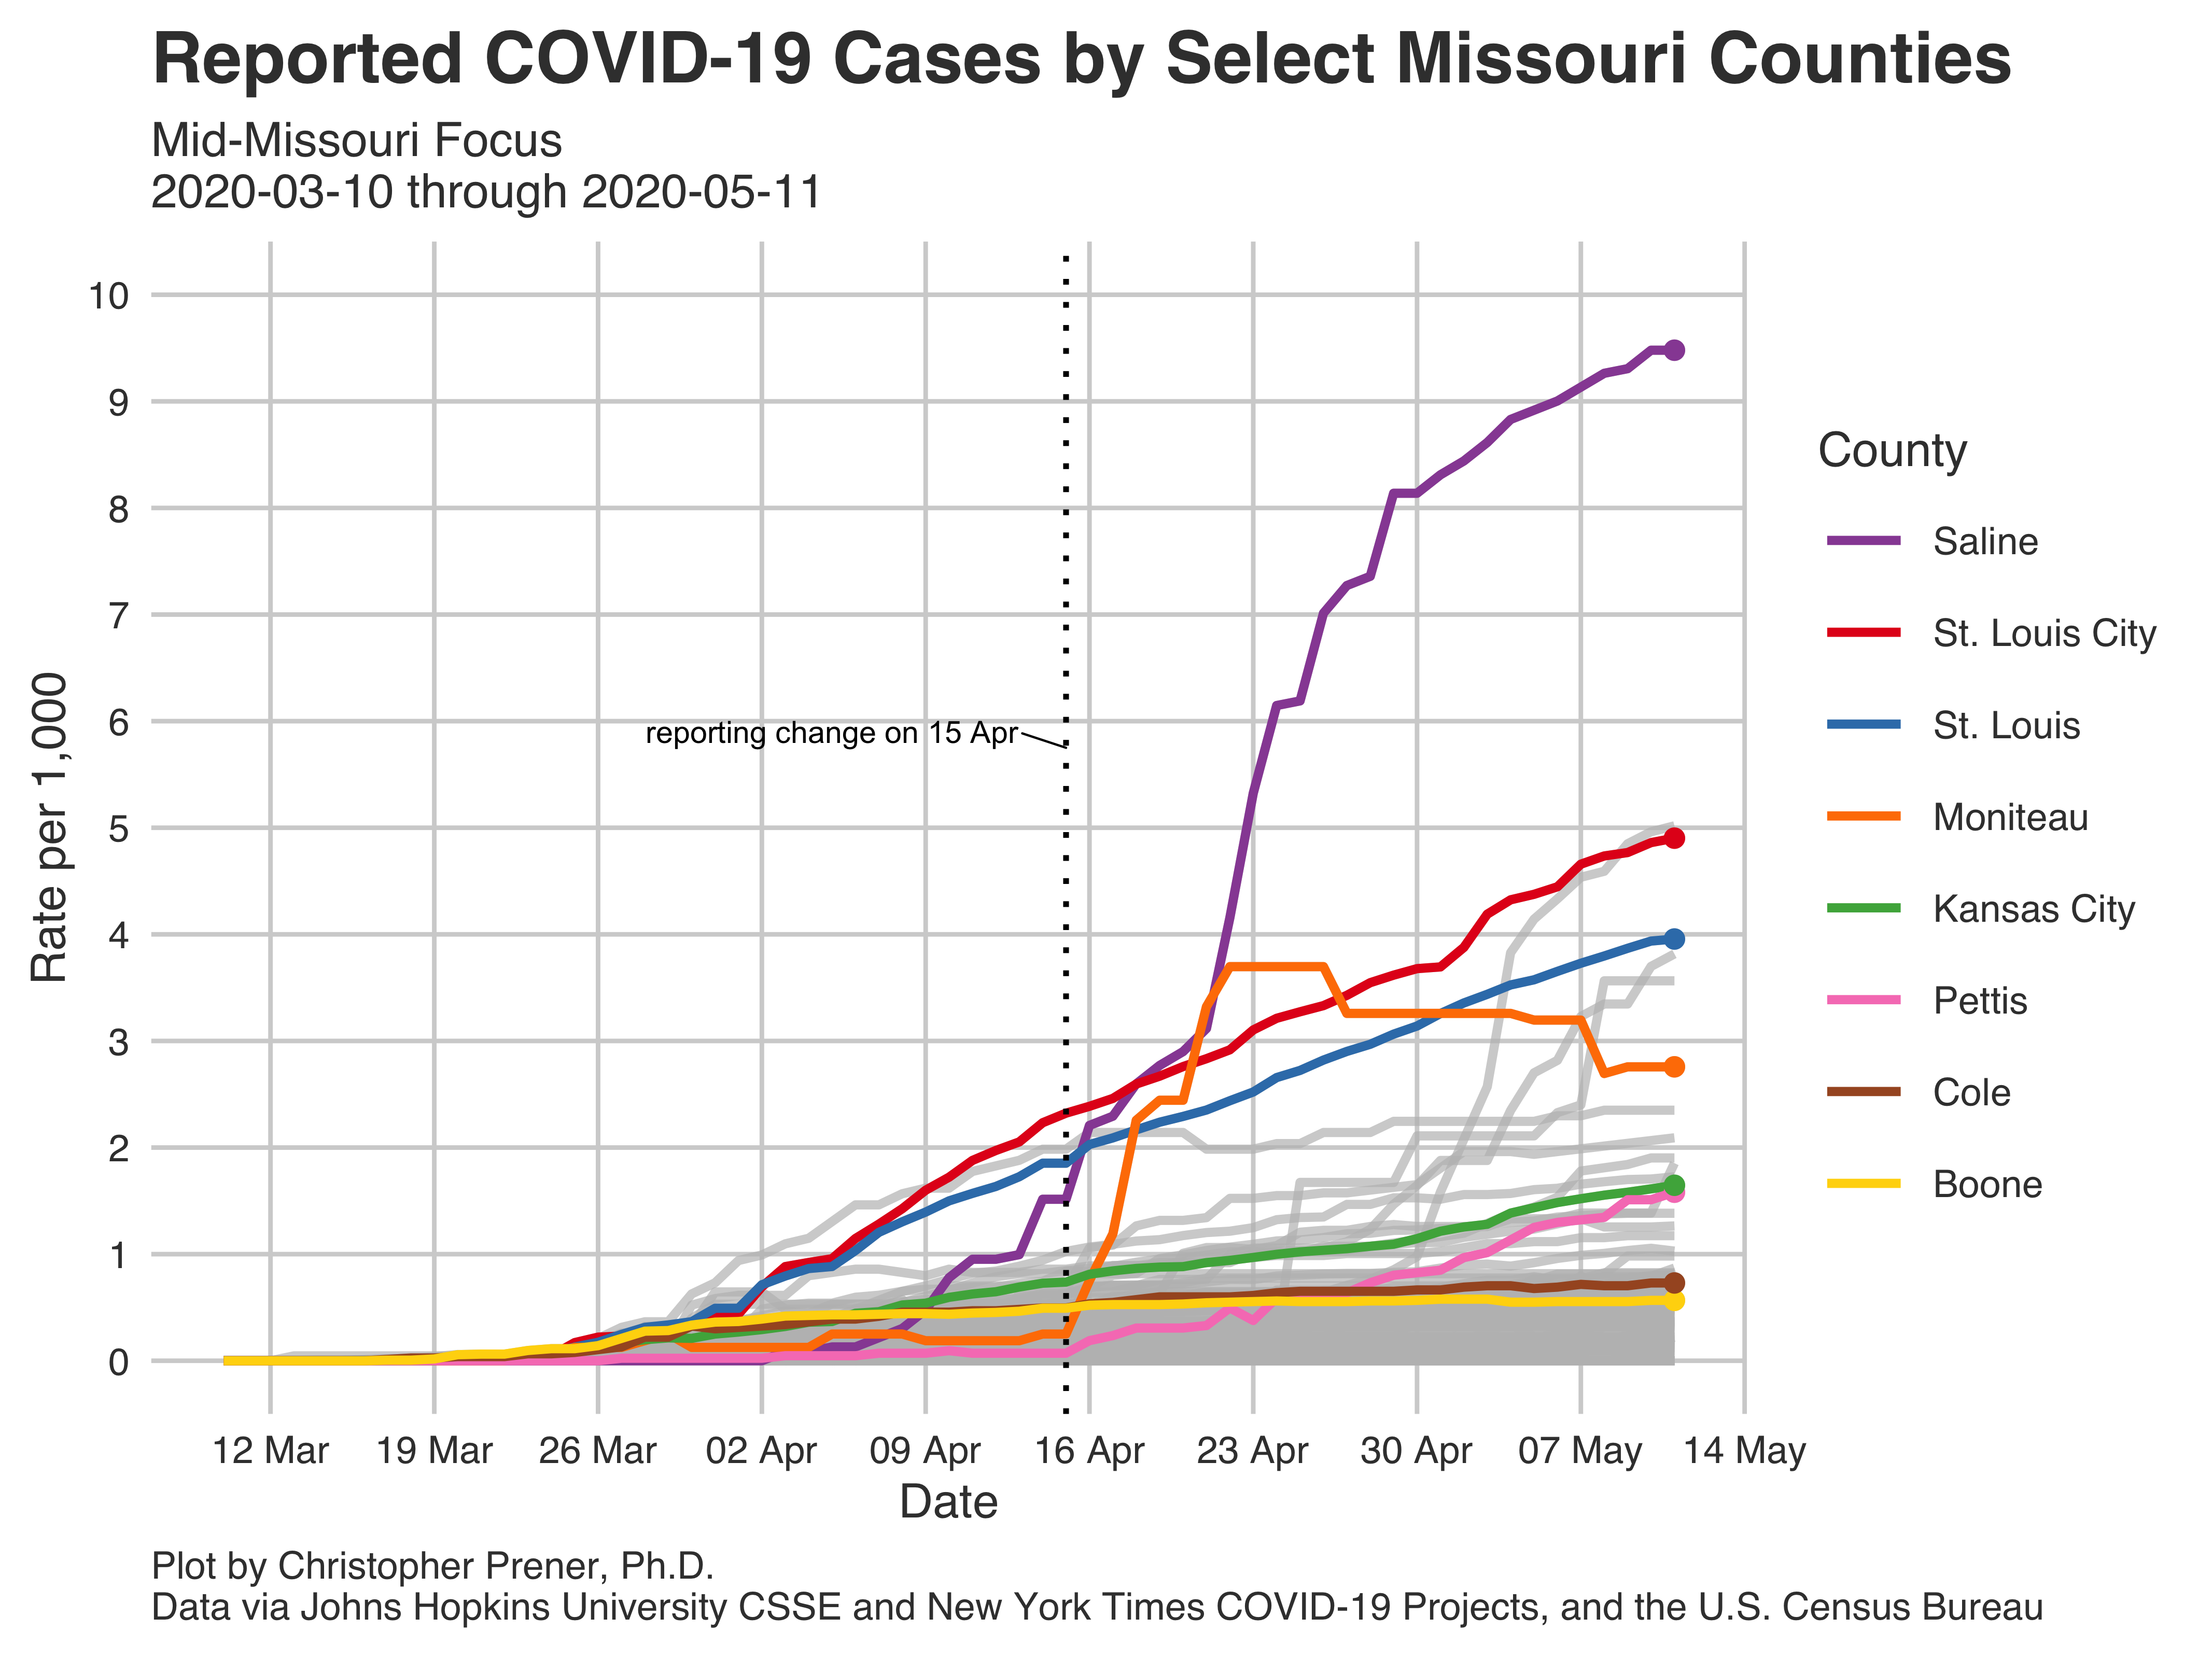 Reported COVID-19 Cases by Select Missouri Counties
Mid-Missouri Focus
2020-03-10 through 2020-05-11
10
9
8
7
6
5
4
3
2
1
0
Rate per 1,000
reporting change on 15 Apr
12 Mar
19 Mar
26 Mar
02 Apr
09 Apr
16 Apr
23 Apr
30 Apr
07 May
14 May
Date
County
Saline
St. Louis City
St. Louis
Moniteau
Kansas City
Pettis
Cole
Boone
Plot by Christopher Prener, Ph.D.
Data via Johns Hopkins University CSSE and New York Times COVID-19 Projects, and the U.S. Census Bureau